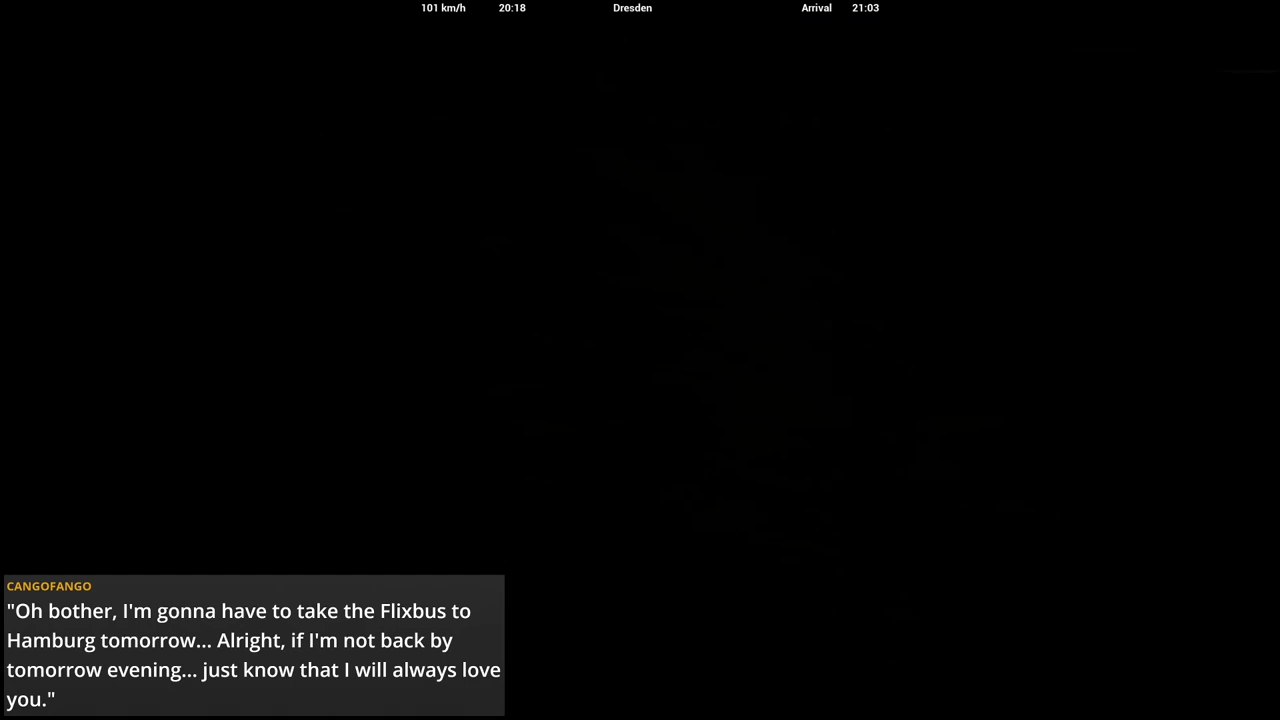 101 km/h 20:18 Dresden Arrival 21:03
CANGOFANGO
"Oh bother, I'm gonna have to take the Flixbus to
Hamburg tomorrow... Alright, if I'm not back by
tomorrow evening... just know that I will always love
you."